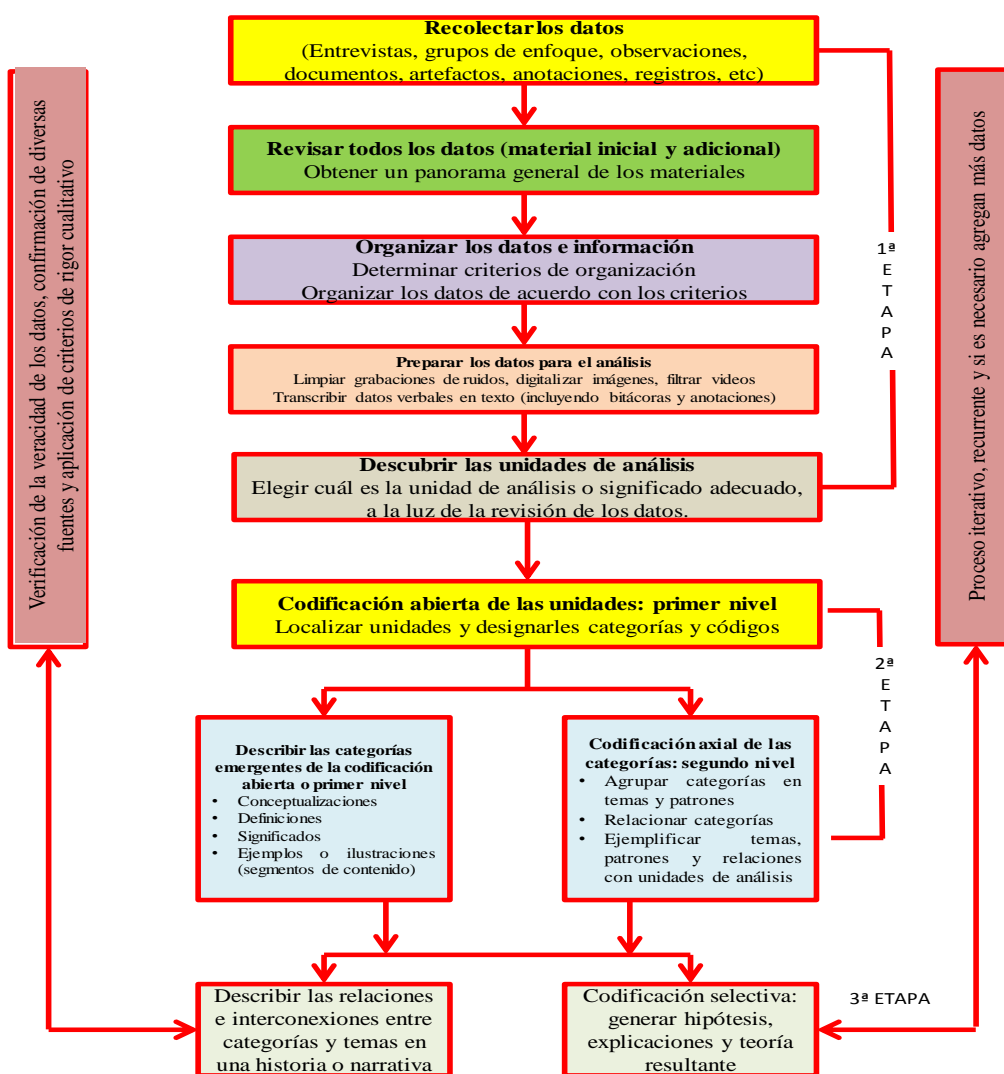 Recolectar los datos
(Entrevistas, grupos de enfoque, observaciones,
documentos, artefactos, anotaciones, registros, etc)
Revisar todos los datos (material inicial y adicional)
Obtener un panorama general de los materiales
Organizar los datos e información
Determinar criterios de organización
Organizar los datos de acuerdo con los criterios
Preparar los datos para el análisis
Limpiar grabaciones de ruidos, digitalizar imágenes, filtrar videos
Transcribir datos verbales en texto (incluyendo bitácoras y anotaciones)
Descubrir las unidades de análisis
Elegir cuál es la unidad de análisis o significado adecuado,
a la luz de la revisión de los datos.
1ª
E
T
A
P
A
Verificación de la veracidad de los datos, confirmación de diversas
fuentes y aplicación de criterios de rigor cualitativo
Proceso iterativo, recurrente y si es necesario agregan más datos
Codificación abierta de las unidades: primer nivel
Localizar unidades y designarles categorías y códigos
2ª
E
T
A
P
A
Describir las categorías
emergentes de la codificación
abierta o primer nivel
• Conceptualizaciones
• Definiciones
• Significados
• Ejemplos o ilustraciones
(segmentos de contenido)
Codificación axial de las
categorías: segundo nivel
• Agrupar categorías en
temas y patrones
• Relacionar categorías
• Ejemplificar temas,
patrones y relaciones
con unidades de análisis
Describir las relaciones
e interconexiones entre
categorías y temas en
una historia o narrativa
Codificación selectiva:
generar hipótesis,
explicaciones y teoría
resultante
3ª ETAPA